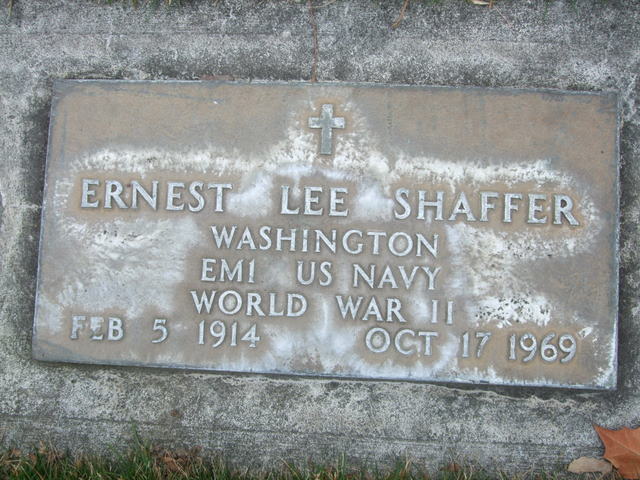 ERNEST LEE SHAFFER
WASHINGTON
EM1 US NAVY
WORLD WAR II
FEB 5 1914 OCT 17 1969